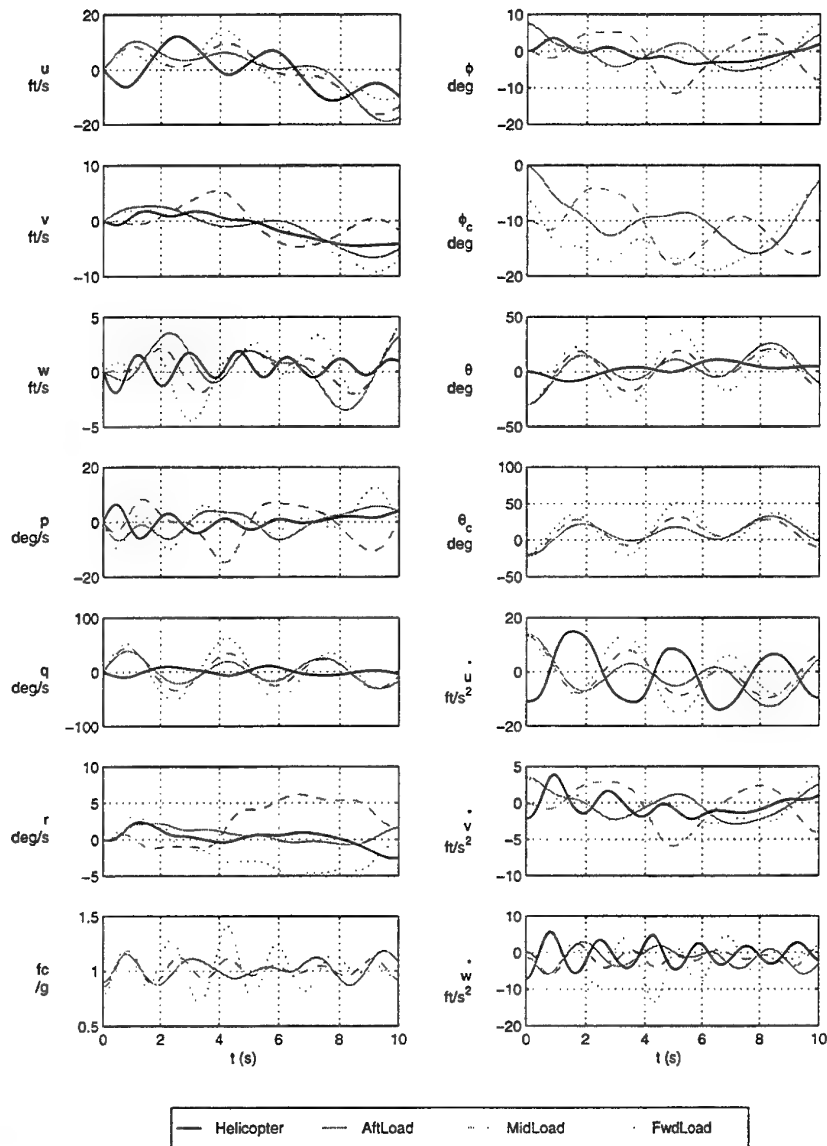 u
ft/s
20
0
-20
v
ft/s
10
0
-10
w
ft/s
5
0
-5
p
deg/s
20
0
-20
q
deg/s
100
0
-100
r
deg/s
10
5
0
-5
fc
/g
1.5
1
0.5
0 2 4 6 8 10
t (s)
ϕ
deg
10
0
-10
-20
ϕc
deg
0
-10
-20
θ
deg
50
0
-50
θc
deg
100
50
0
-50
u̇
ft/s²
20
0
-20
v̇
ft/s²
5
0
-5
-10
ẇ
ft/s²
10
0
-10
-20
0 2 4 6 8 10
t (s)
Helicopter AftLoad MidLoad FwdLoad